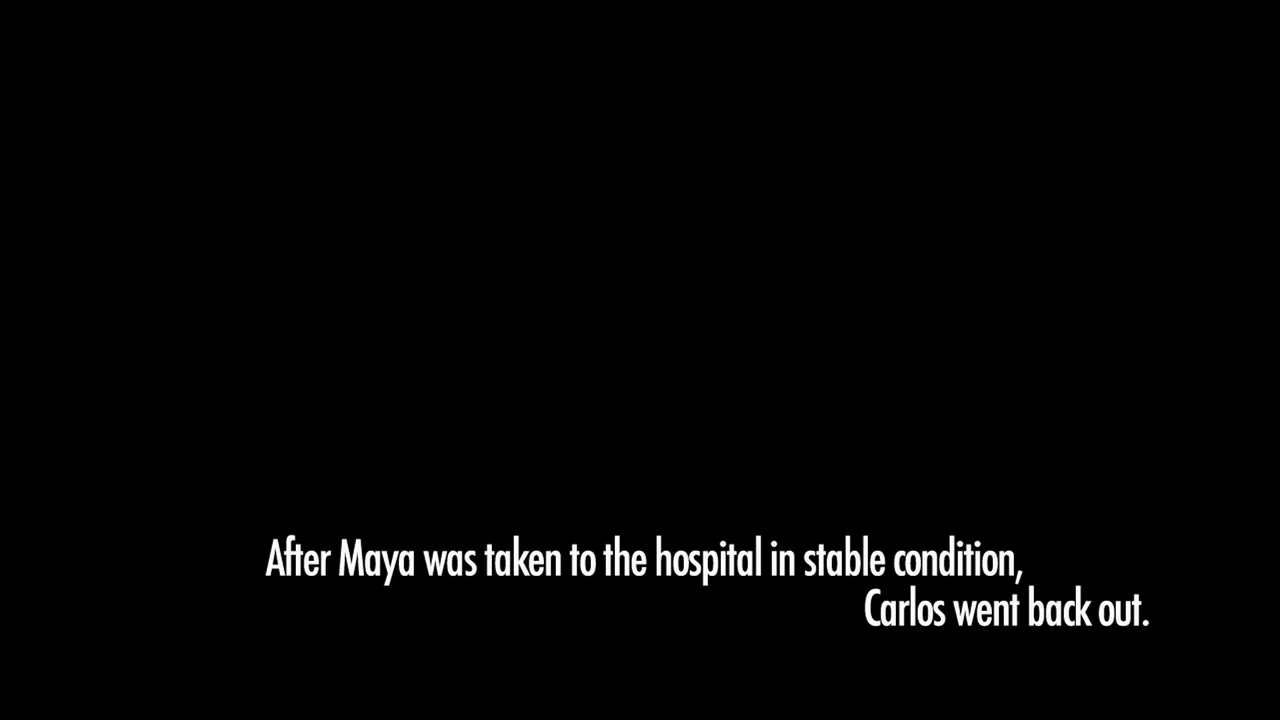 After Maya was taken to the hospital in stable condition,
Carlos went back out.